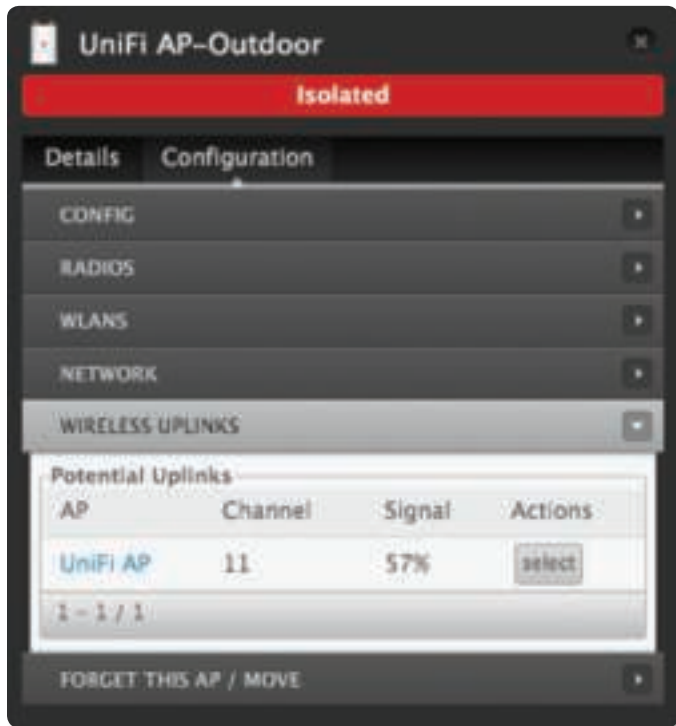 UniFi AP-Outdoor
Isolated
Details Configuration
CONFIG
RADIOS
WLANS
NETWORK
WIRELESS UPLINKS
Potential Uplinks
AP Channel Signal Actions
UniFi AP 11 57% select
1 - 1 / 1
FORGET THIS AP / MOVE